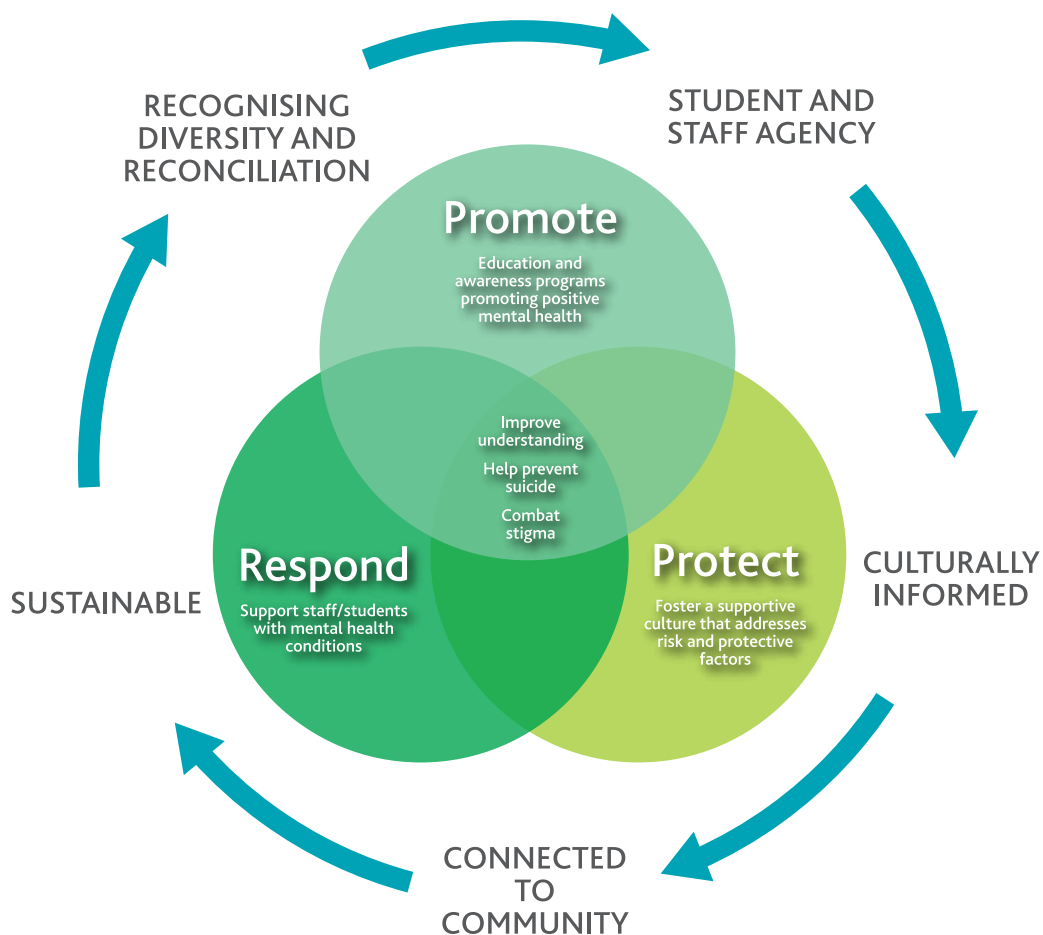 RECOGNISING
DIVERSITY AND
RECONCILIATION
STUDENT AND
STAFF AGENCY
Promote
Education and
awareness programs
promoting positive
mental health
Improve
understanding
Help prevent
suicide
Combat
stigma
Respond
Support staff/students
with mental health
conditions
Protect
Foster a supportive
culture that addresses
risk and protective
factors
CULTURALLY
INFORMED
SUSTAINABLE
CONNECTED
TO
COMMUNITY